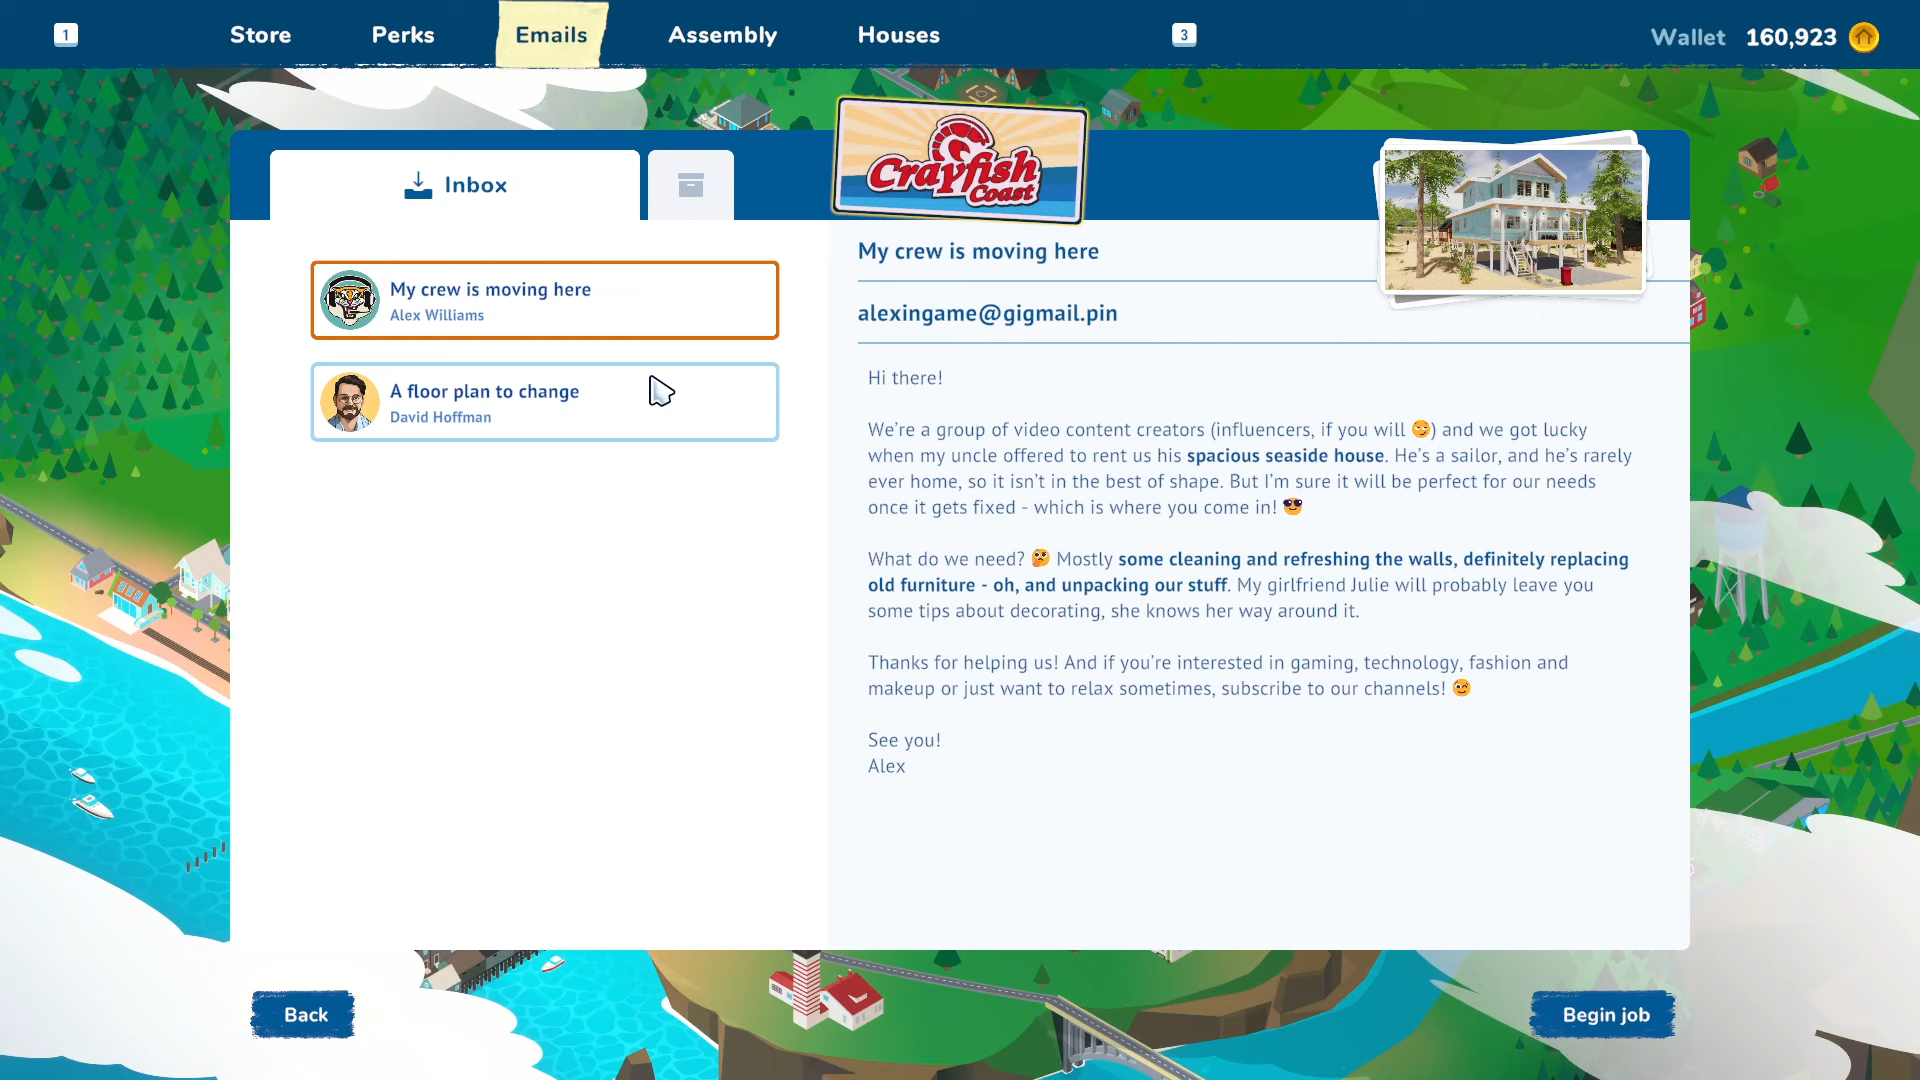 1
Store
Perks
Emails
Assembly
Houses
3
Wallet 160,923
Inbox
Crayfish
Coast
My crew is moving here
Alex Williams
A floor plan to change
David Hoffman
My crew is moving here
alexingame@gigmail.pin
Hi there!
We're a group of video content creators (influencers, if you will 😏) and we got lucky
when my uncle offered to rent us his spacious seaside house. He's a sailor, and he's rarely
ever home, so it isn't in the best of shape. But I'm sure it will be perfect for our needs
once it gets fixed - which is where you come in! 😎
What do we need? 🤔 Mostly some cleaning and refreshing the walls, definitely replacing
old furniture - oh, and unpacking our stuff. My girlfriend Julie will probably leave you
some tips about decorating, she knows her way around it.
Thanks for helping us! And if you're interested in gaming, technology, fashion and
makeup or just want to relax sometimes, subscribe to our channels! 😉
See you!
Alex
Back
Begin job